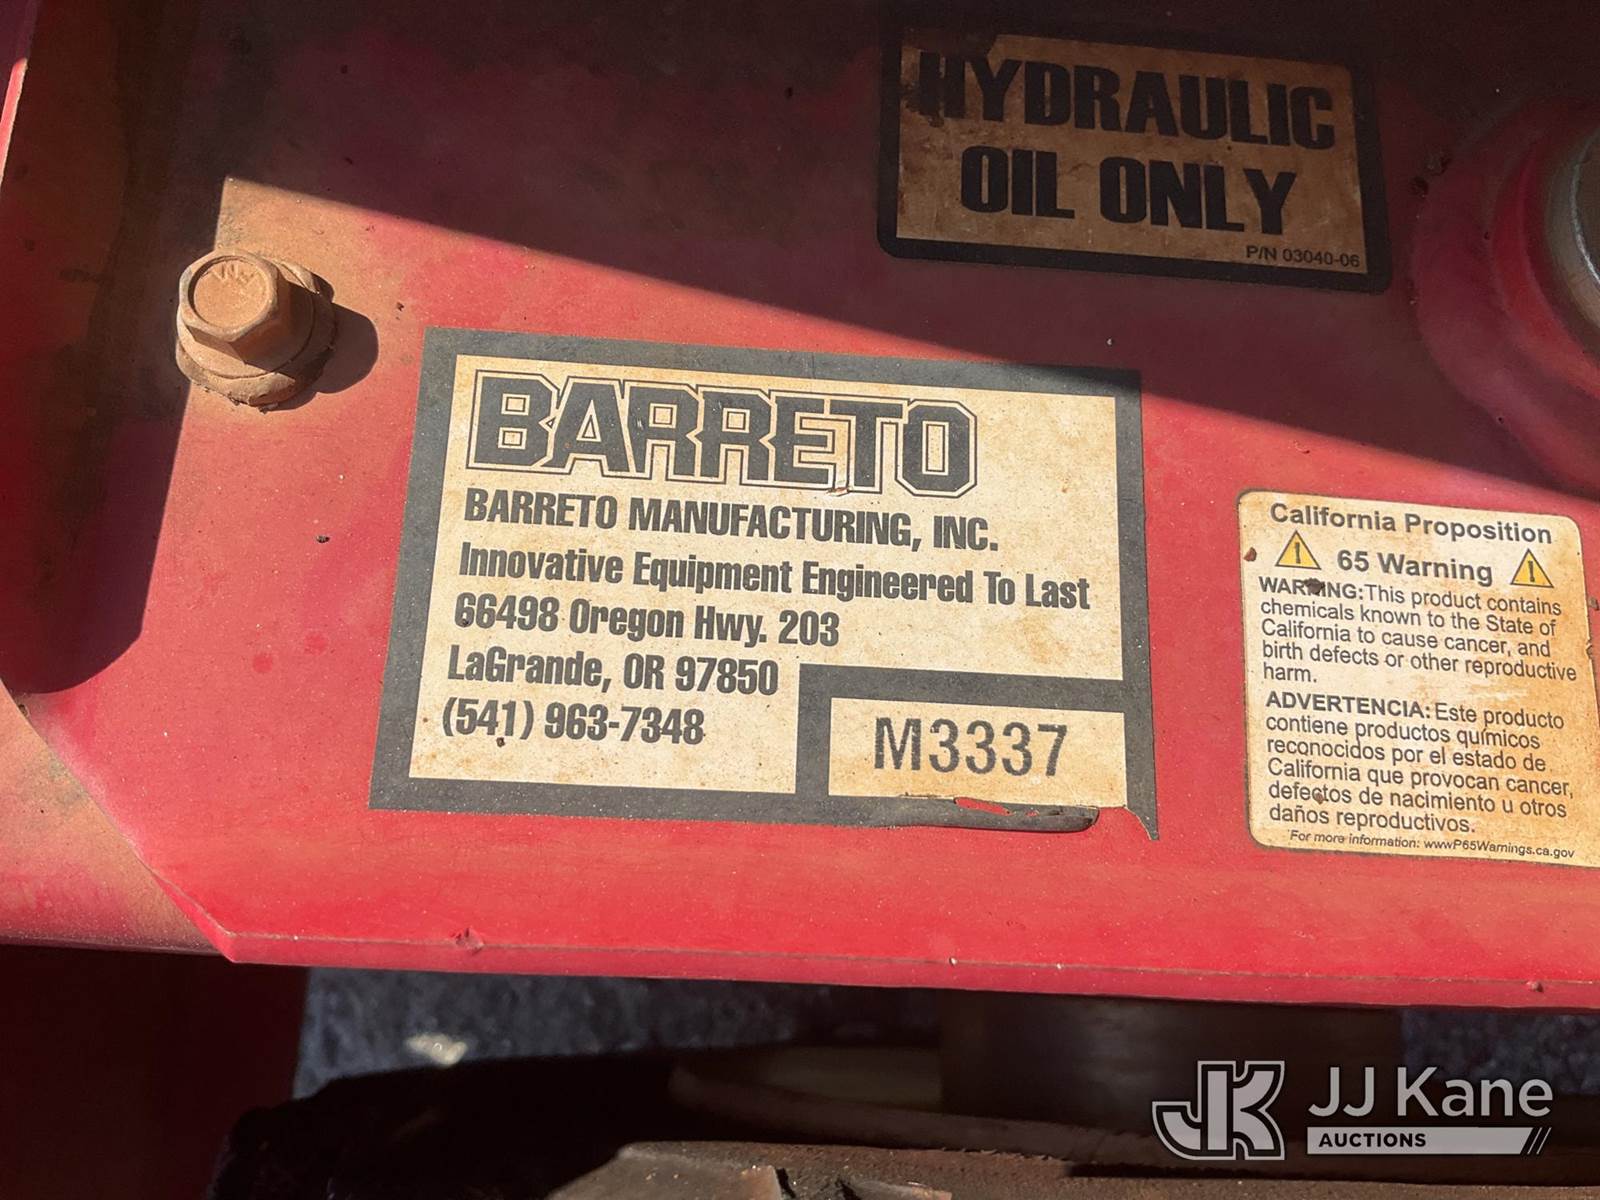 HYDRAULIC
OIL ONLY
P/N 03040-06
BARRETO
BARRETO MANUFACTURING, INC.
Innovative Equipment Engineered To Last
66498 Oregon Hwy. 203
LaGrande, OR 97850
(541) 963-7348
M3337
California Proposition
65 Warning
WARNING: This product contains
chemicals known to the State of
California to cause cancer, and
birth defects or other reproductive
harm.
ADVERTENCIA: Este producto
contiene productos químicos
reconocidos por el estado de
California que provocan cancer,
defectos de nacimiento u otros
daños reproductivos.
For more information: wwwP65Warnings.ca.gov
JK JJ Kane
AUCTIONS